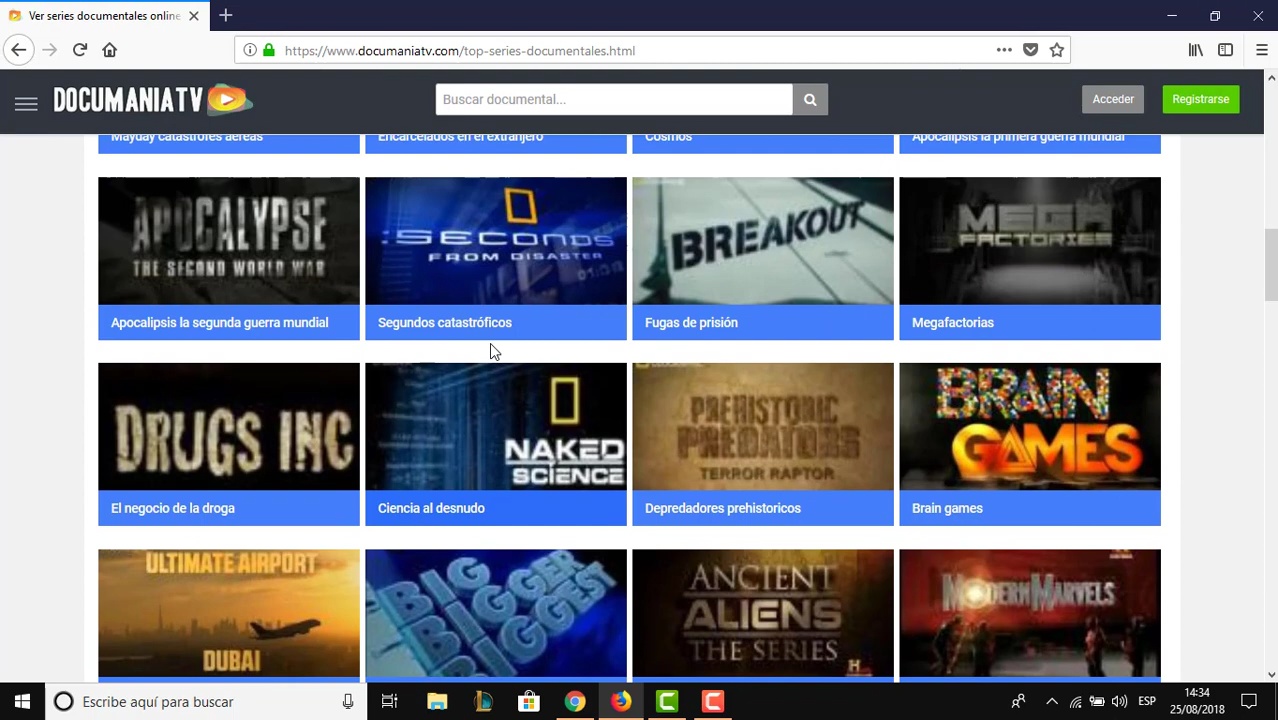 Ver series documentales online
https://www.documaniatv.com/top-series-documentales.html
DOCUMANIATV
Buscar documental...
Acceder
Registrarse
Mayday catástrofes aéreas
Encarcelados en el extranjero
Cosmos
Apocalipsis la primera guerra mundial
APOCALYPSE
THE SECOND WORLD WAR
SECONDS
FROM DISASTER
BREAKOUT
MEGA
FACTORIES
Apocalipsis la segunda guerra mundial
Segundos catastróficos
Fugas de prisión
Megafactorias
DRUGS INC
NAKED
SCIENCE
PREHISTORIC
PREDATORS
TERROR RAPTOR
BRAIN
GAMES
El negocio de la droga
Ciencia al desnudo
Depredadores prehistoricos
Brain games
ULTIMATE AIRPORT
DUBAI
BIG
BIGGER
BIGGEST
ANCIENT
ALIENS
THE SERIES
H
MODERN MARVELS
Escribe aquí para buscar
ESP
14:34
25/08/2018